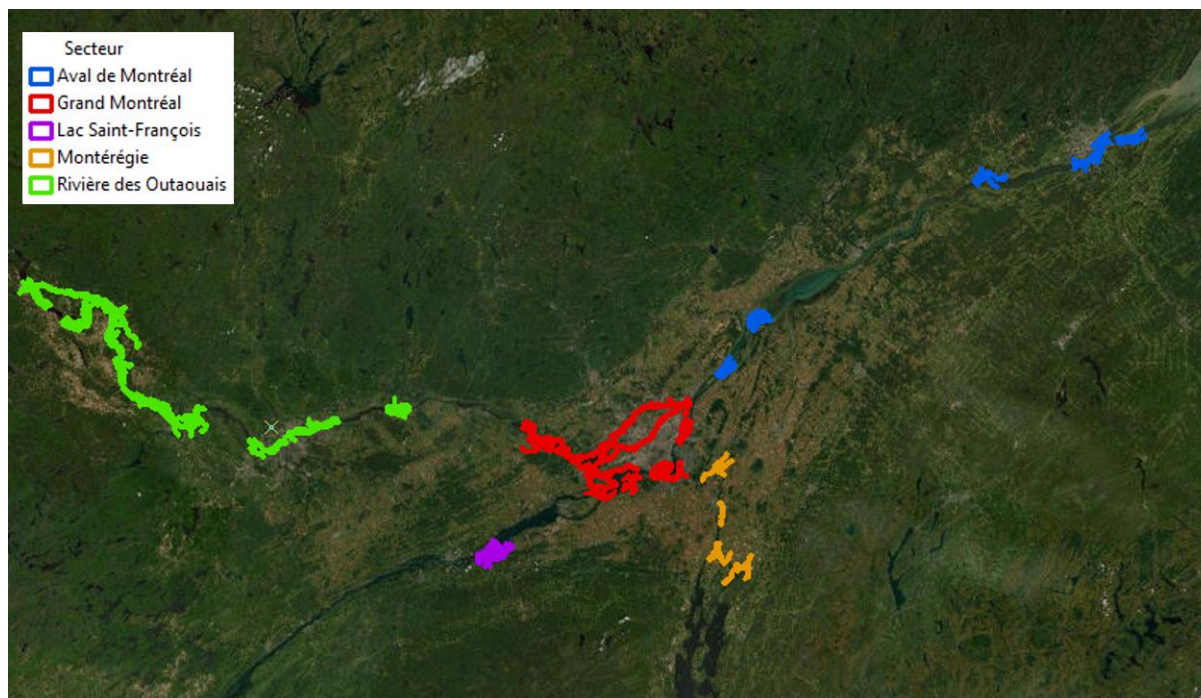 Secteur
Aval de Montréal
Grand Montréal
Lac Saint-François
Montérégie
Rivière des Outaouais